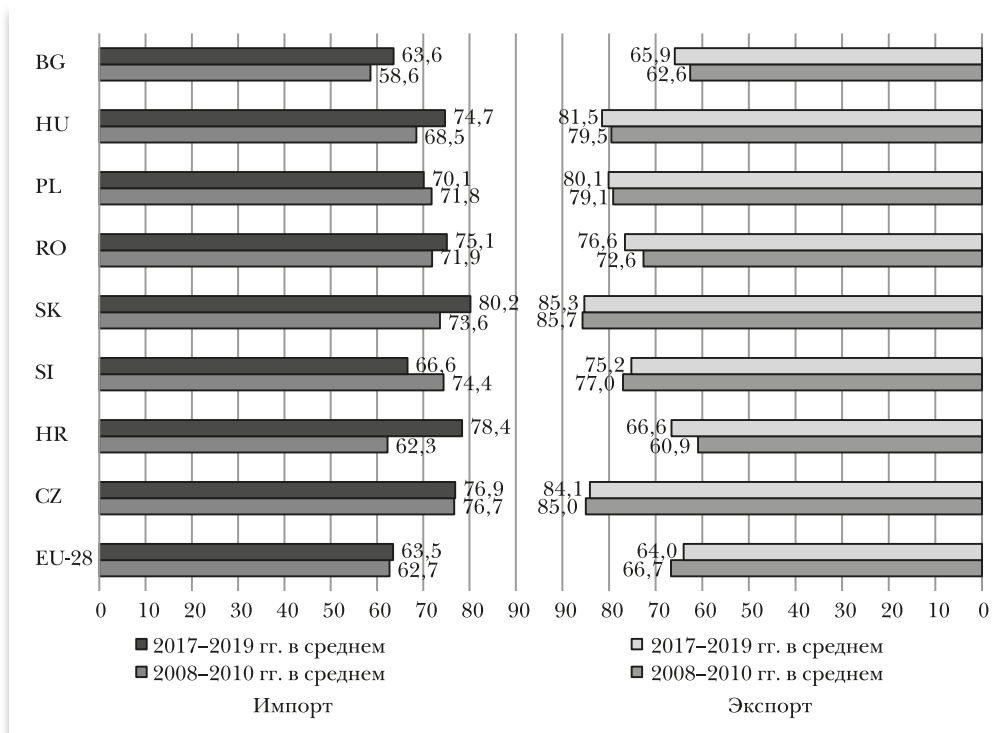 BG 63,6 65,9
58,6 62,6
HU 74,7 81,5
68,5 79,5
PL 70,1 80,1
71,8 79,1
RO 75,1 76,6
71,9 72,6
SK 80,2 85,3
73,6 85,7
SI 66,6 75,2
74,4 77,0
HR 78,4 66,6
62,3 60,9
CZ 76,9 84,1
76,7 85,0
EU-28 63,5 64,0
62,7 66,7
0 10 20 30 40 50 60 70 80 90 90 80 70 60 50 40 30 20 10 0
2017–2019 гг. в среднем 2017–2019 гг. в среднем
2008–2010 гг. в среднем 2008–2010 гг. в среднем
Импорт Экспорт